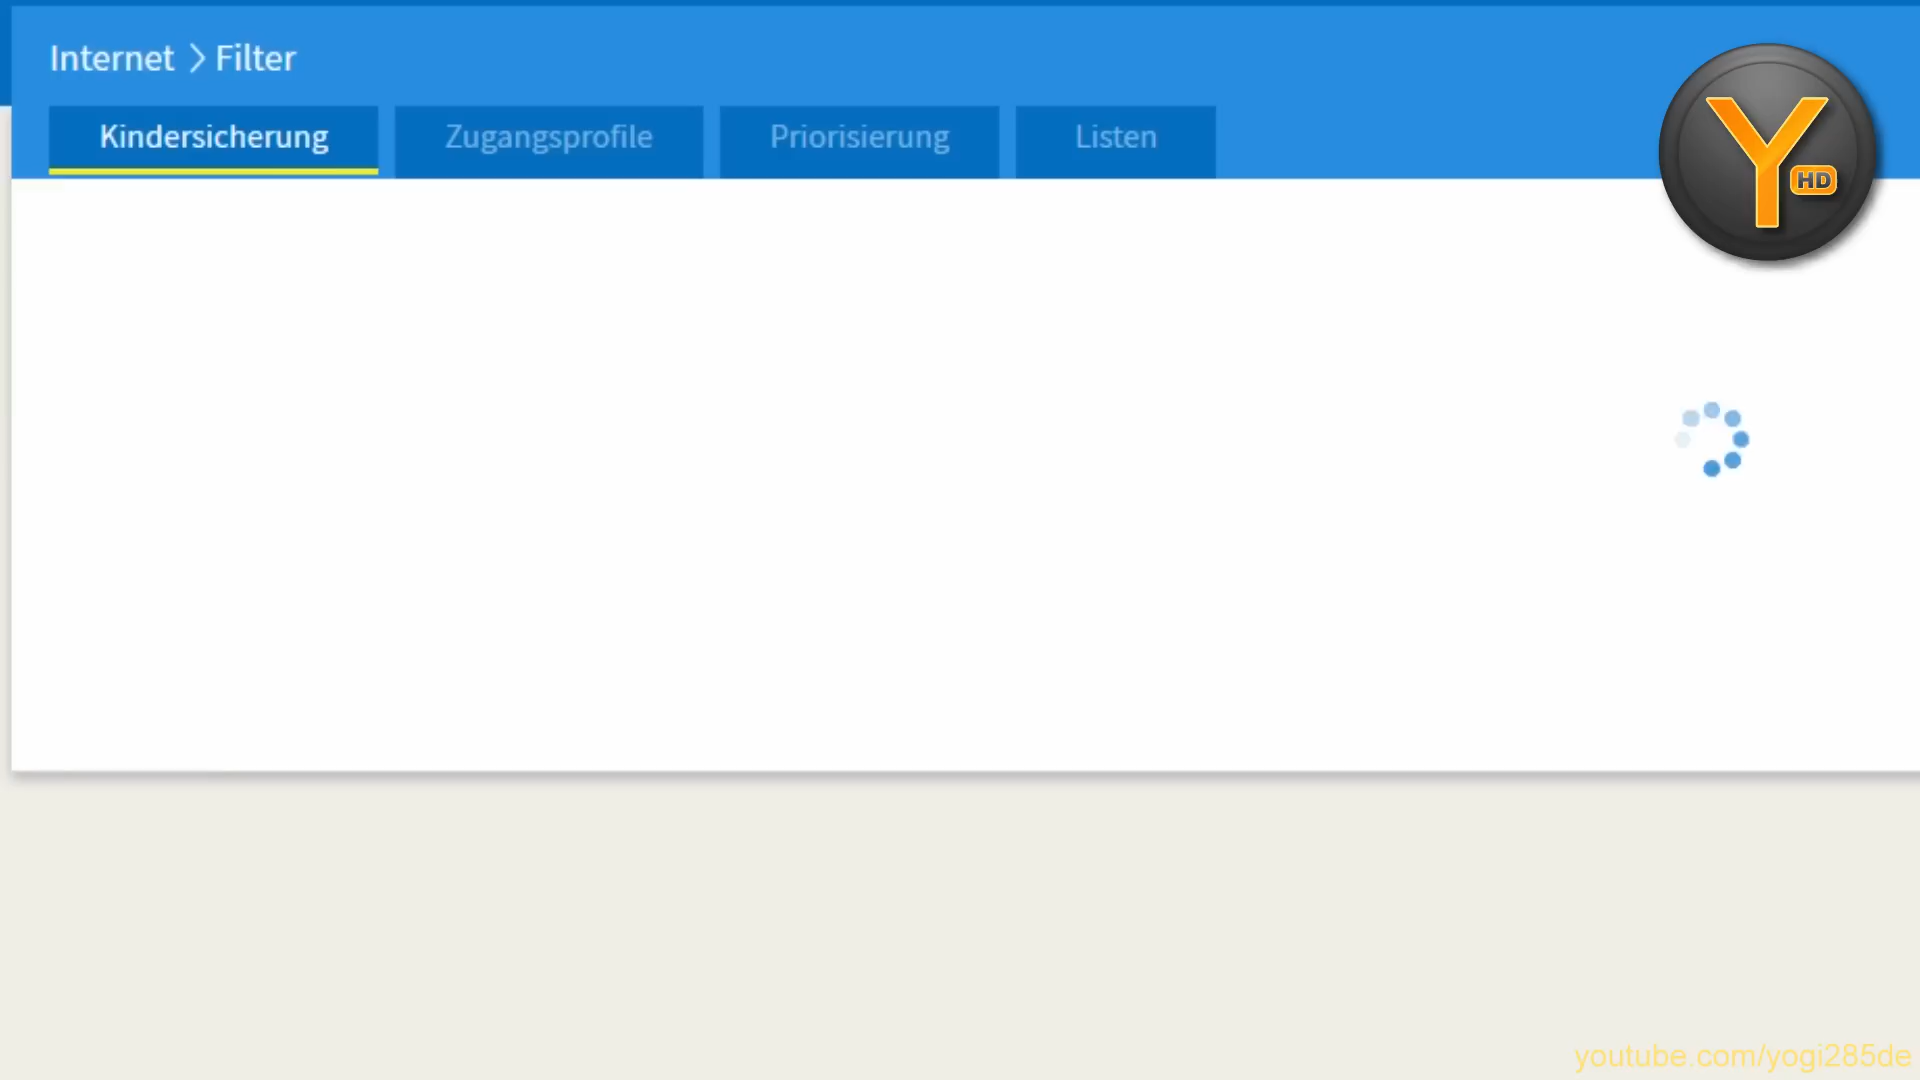 Internet > Filter
Kindersicherung
Zugangsprofile
Priorisierung
Listen
Y HD
youtube.com/yogi285de